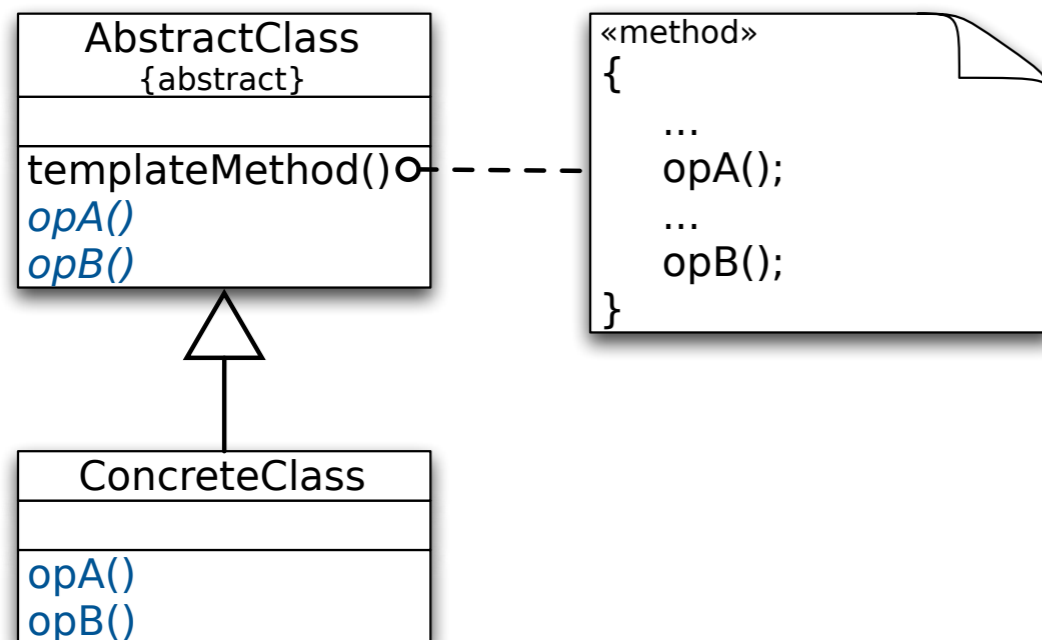 AbstractClass
{abstract}
templateMethod()
opA()
opB()
«method»
{
...
opA();
...
opB();
}
ConcreteClass
opA()
opB()